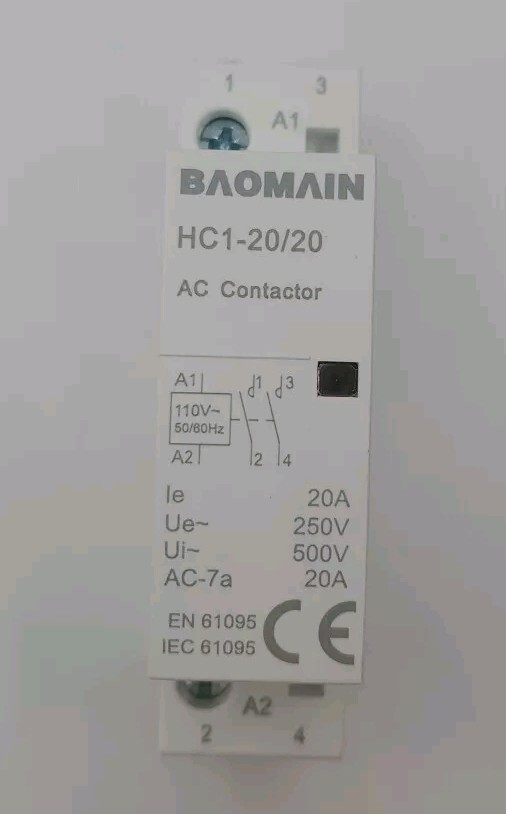 1 3
A1
BAOMAIN
HC1-20/20
AC Contactor
A1 1 3
110V~
50/60Hz
A2 2 4
Ie 20A
Ue~ 250V
Ui~ 500V
AC-7a 20A
EN 61095
IEC 61095 CE
A2
2 4